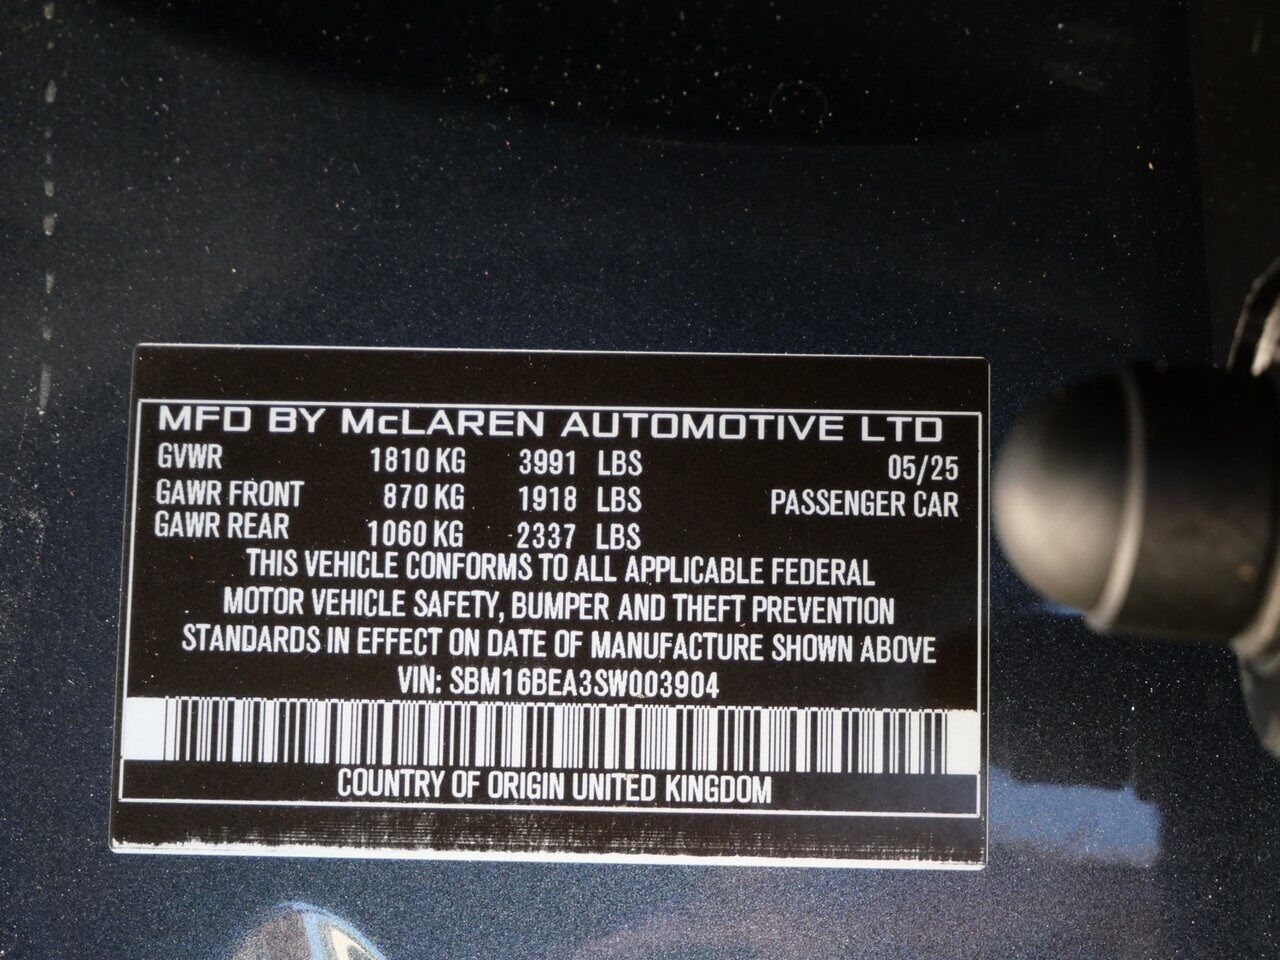 MFD BY McLAREN AUTOMOTIVE LTD
GVWR 1810 KG 3991 LBS 05/25
GAWR FRONT 870 KG 1918 LBS PASSENGER CAR
GAWR REAR 1060 KG 2337 LBS
THIS VEHICLE CONFORMS TO ALL APPLICABLE FEDERAL
MOTOR VEHICLE SAFETY, BUMPER AND THEFT PREVENTION
STANDARDS IN EFFECT ON DATE OF MANUFACTURE SHOWN ABOVE
VIN: SBM16BEA3SW003904
COUNTRY OF ORIGIN UNITED KINGDOM